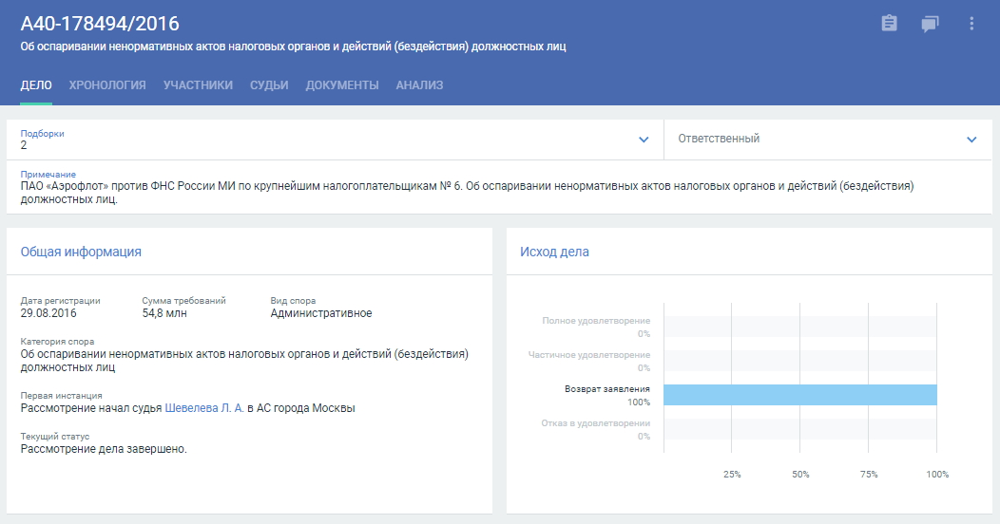 А40-178494/2016
Об оспаривании ненормативных актов налоговых органов и действий (бездействия) должностных лиц
ДЕЛО ХРОНОЛОГИЯ УЧАСТНИКИ СУДЬИ ДОКУМЕНТЫ АНАЛИЗ
Подборки
2
Ответственный
Примечание
ПАО «Аэрофлот» против ФНС России МИ по крупнейшим налогоплательщикам № 6. Об оспаривании ненормативных актов налоговых органов и действий (бездействия)
должностных лиц.
Общая информация
Дата регистрации Сумма требований Вид спора
29.08.2016 54,8 млн Административное
Категория спора
Об оспаривании ненормативных актов налоговых органов и действий (бездействия)
должностных лиц
Первая инстанция
Рассмотрение начал судья Шевелева Л. А. в АС города Москвы
Текущий статус
Рассмотрение дела завершено.
Исход дела
Полное удовлетворение
0%
Частичное удовлетворение
0%
Возврат заявления
100%
Отказ в удовлетворении
0%
25% 50% 75% 100%